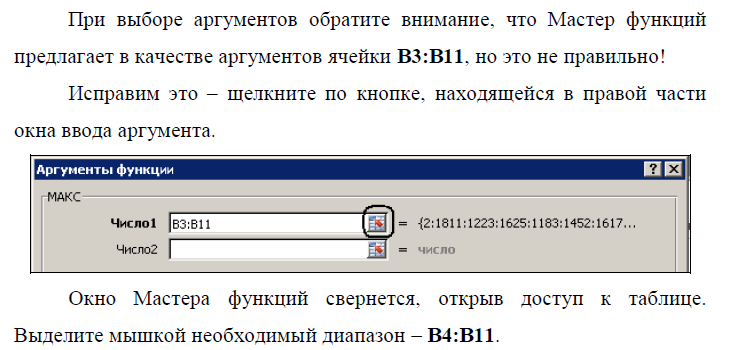 При выборе аргументов обратите внимание, что Мастер функций
предлагает в качестве аргументов ячейки B3:B11, но это не правильно!
Исправим это – щелкните по кнопке, находящейся в правой части
окна ввода аргумента.
Аргументы функции
МАКС
Число1 B3:B11 = {2:1811:1223:1625:1183:1452:1617...
Число2 = число
Окно Мастера функций свернется, открыв доступ к таблице.
Выделите мышкой необходимый диапазон – B4:B11.